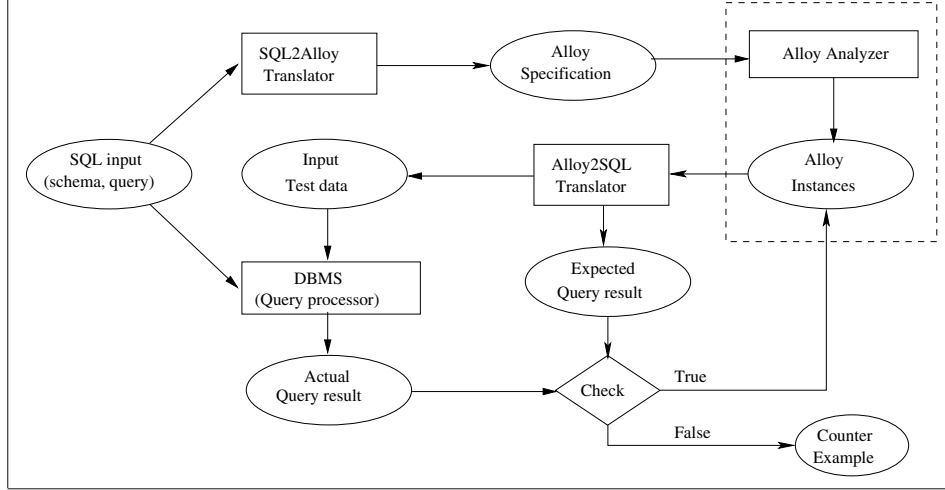 SQL2Alloy
Translator
Alloy
Specification
Alloy Analyzer
SQL input
(schema, query)
Input
Test data
Alloy2SQL
Translator
Alloy
Instances
DBMS
(Query processor)
Expected
Query result
Actual
Query result
Check
True
False
Counter
Example